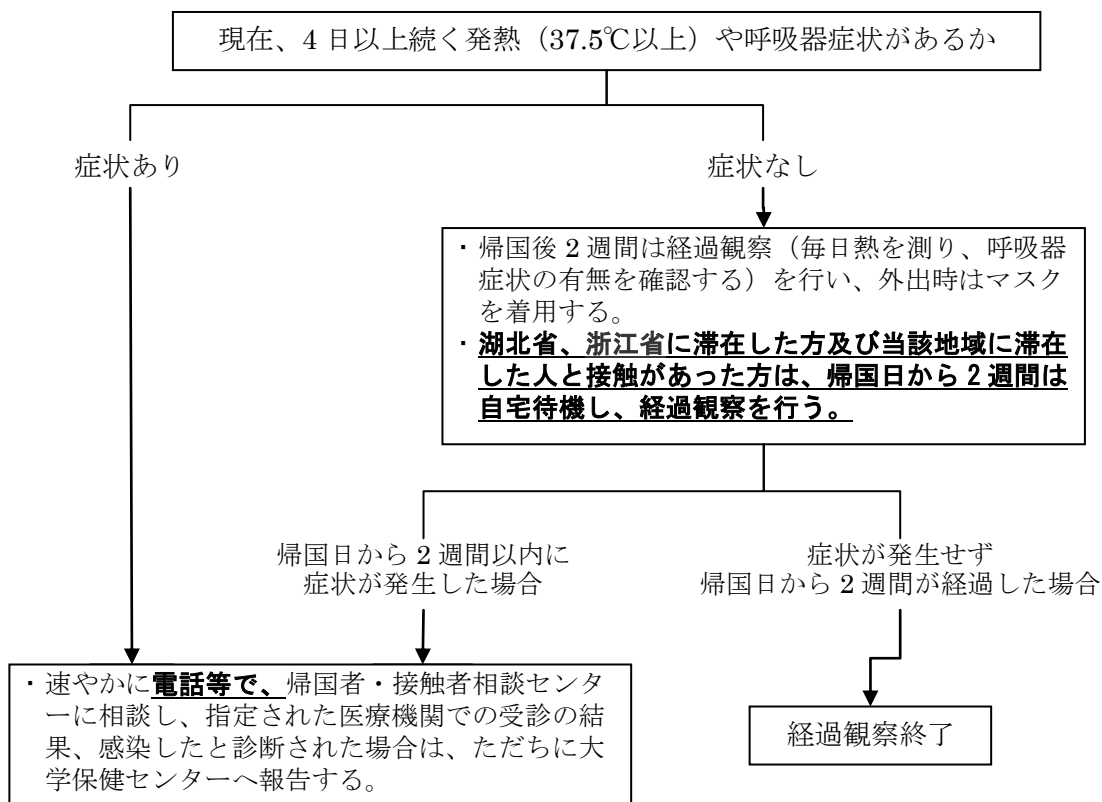 現在、4日以上続く発熱（37.5℃以上）や呼吸器症状があるか
症状あり
症状なし
・帰国後2週間は経過観察（毎日熱を測り、呼吸器
症状の有無を確認する）を行い、外出時はマスク
を着用する。
・湖北省、浙江省に滞在した方及び当該地域に滞在
した人と接触があった方は、帰国日から2週間は
自宅待機し、経過観察を行う。
帰国日から2週間以内に
症状が発生した場合
症状が発生せず
帰国日から2週間が経過した場合
・速やかに電話等で、帰国者・接触者相談センタ
ーに相談し、指定された医療機関での受診の結
果、感染したと診断された場合は、ただちに大
学保健センターへ報告する。
経過観察終了